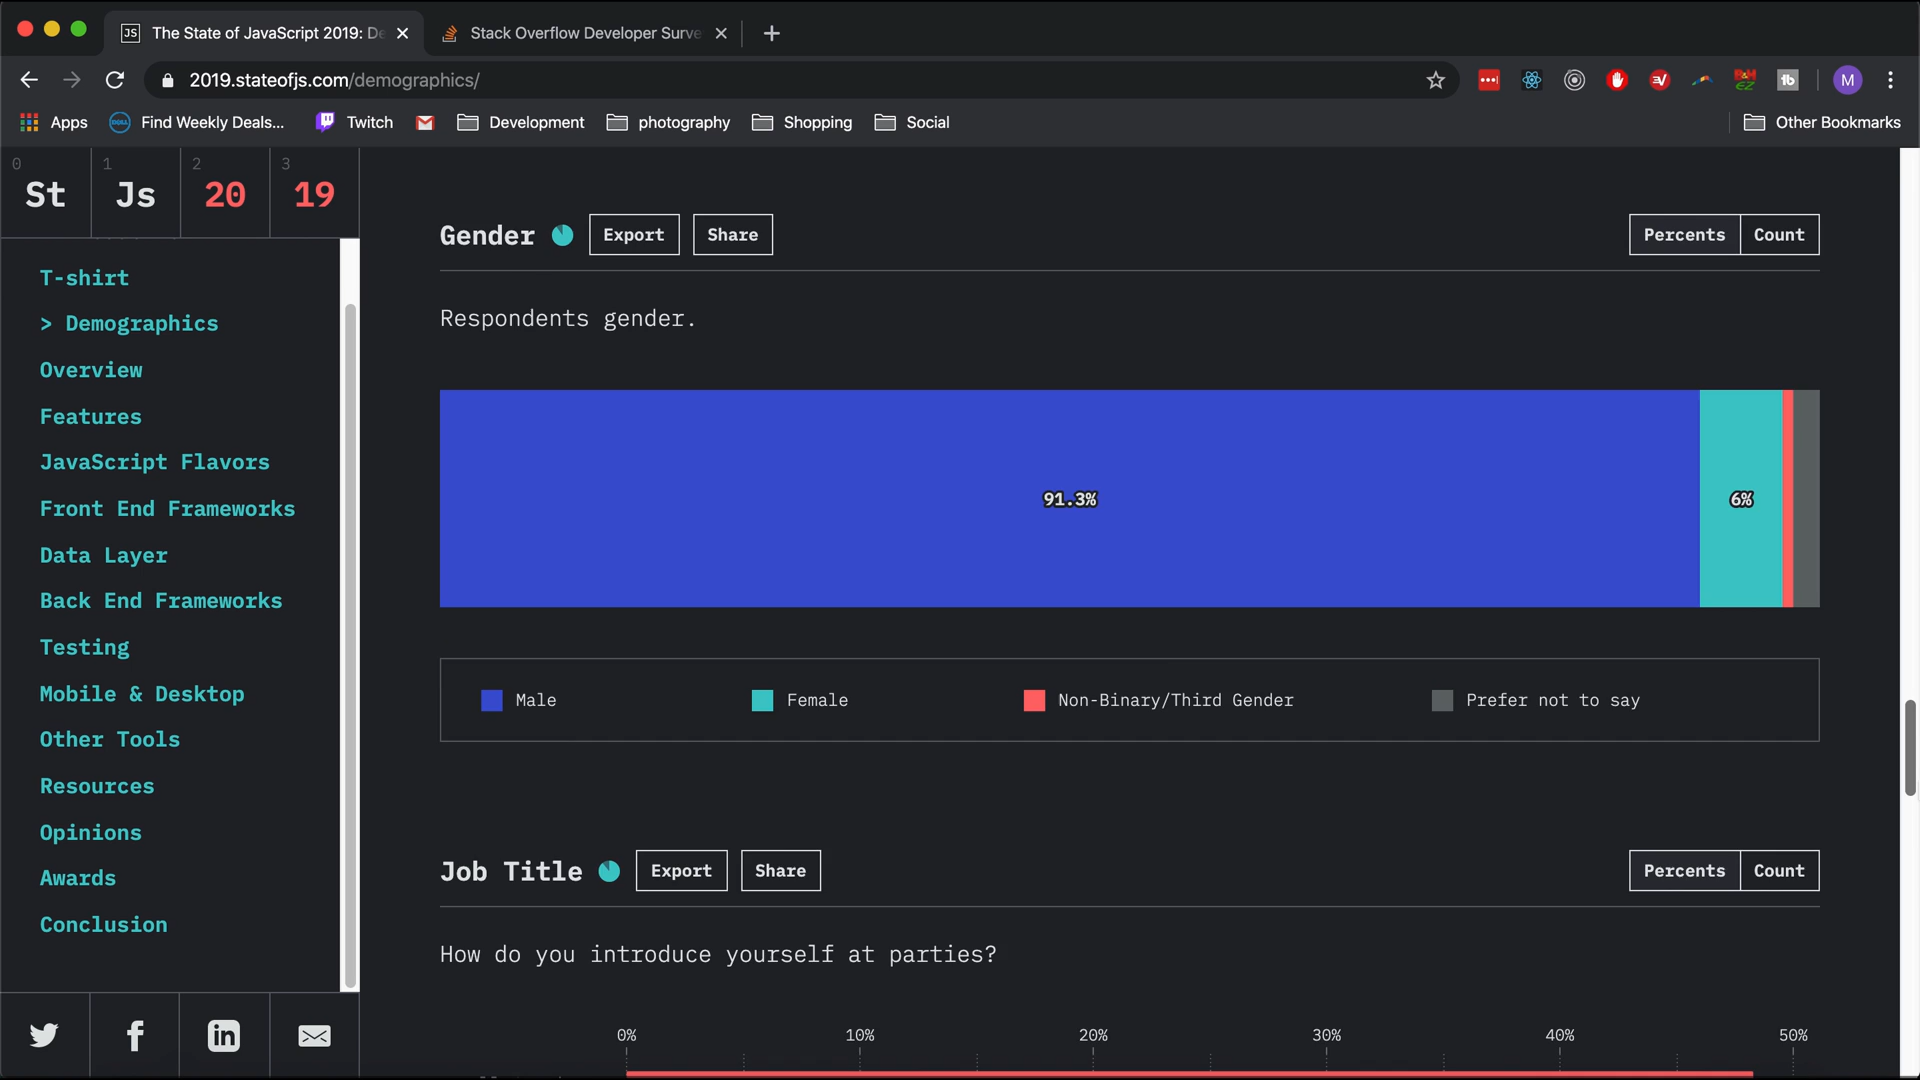 The State of JavaScript 2019: De
Stack Overflow Developer Surve
2019.stateofjs.com/demographics/
M
Apps
Find Weekly Deals...
Twitch
Development
photography
Shopping
Social
Other Bookmarks
0 St
1 Js
2 20
3 19
T-shirt
> Demographics
Overview
Features
JavaScript Flavors
Front End Frameworks
Data Layer
Back End Frameworks
Testing
Mobile & Desktop
Other Tools
Resources
Opinions
Awards
Conclusion
Gender Export Share Percents Count
Respondents gender.
91.3% 6%
Male Female Non-Binary/Third Gender Prefer not to say
Job Title Export Share Percents Count
How do you introduce yourself at parties?
0% 10% 20% 30% 40% 50%